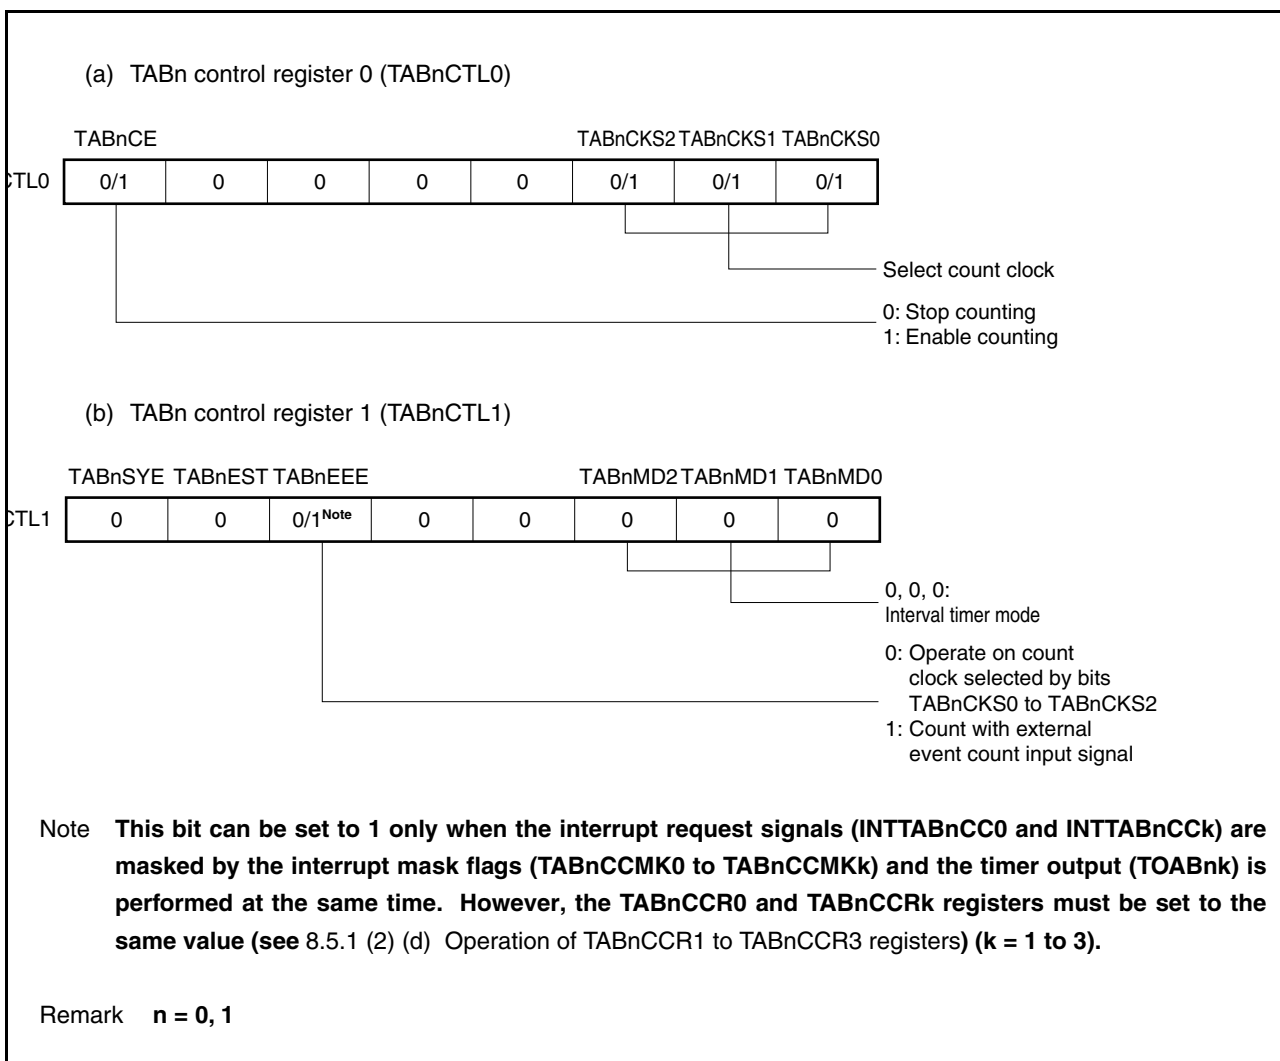 (a) TABn control register 0 (TABnCTL0)
TABnCE TABnCKS2 TABnCKS1 TABnCKS0
CTL0 0/1 0 0 0 0 0/1 0/1 0/1
Select count clock
0: Stop counting
1: Enable counting
(b) TABn control register 1 (TABnCTL1)
TABnSYE TABnEST TABnEEE TABnMD2 TABnMD1 TABnMD0
CTL1 0 0 0/1Note 0 0 0 0 0
0, 0, 0:
Interval timer mode
0: Operate on count
clock selected by bits
TABnCKS0 to TABnCKS2
1: Count with external
event count input signal
Note This bit can be set to 1 only when the interrupt request signals (INTTABnCC0 and INTTABnCCk) are
masked by the interrupt mask flags (TABnCCMK0 to TABnCCMKk) and the timer output (TOABnk) is
performed at the same time. However, the TABnCCR0 and TABnCCRk registers must be set to the
same value (see 8.5.1 (2) (d) Operation of TABnCCR1 to TABnCCR3 registers) (k = 1 to 3).
Remark n = 0, 1